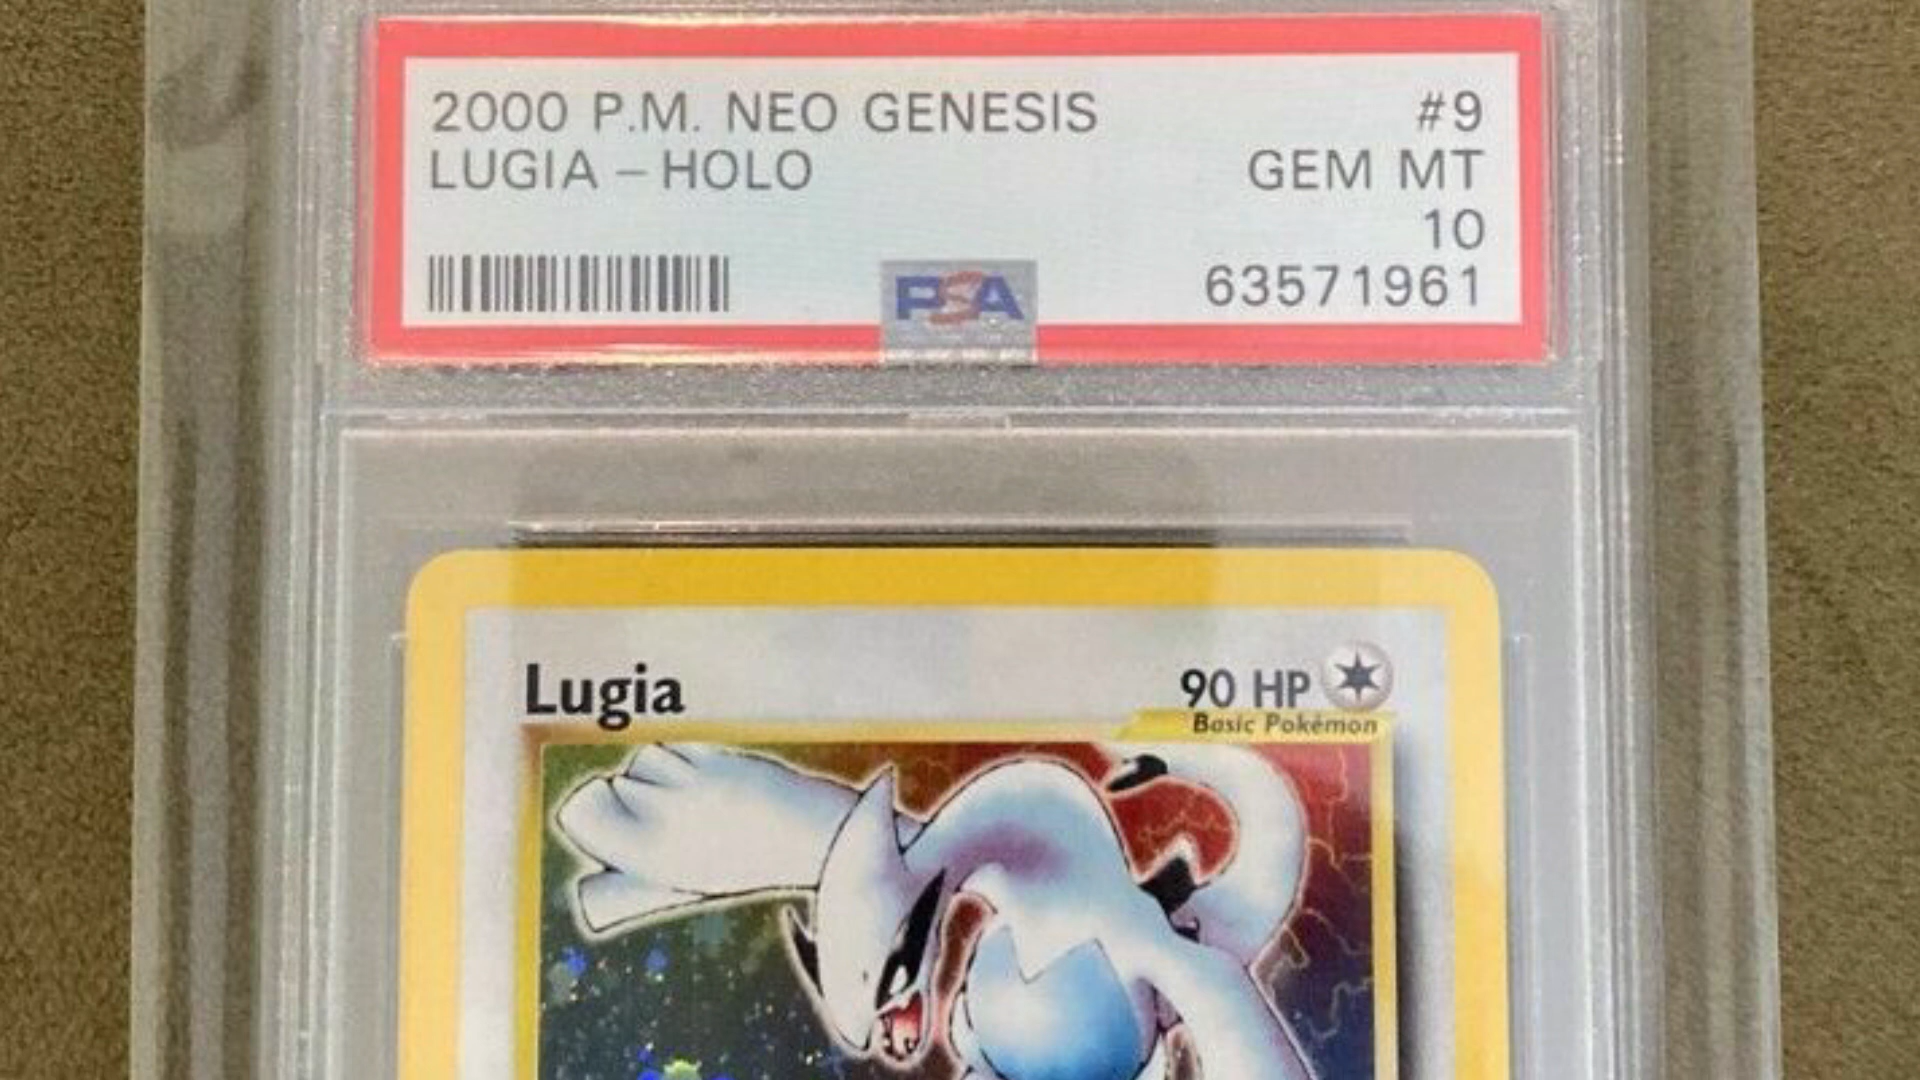 2000 P.M. NEO GENESIS #9
LUGIA – HOLO GEM MT
10
PSA 63571961
Lugia 90 HP
Basic Pokémon